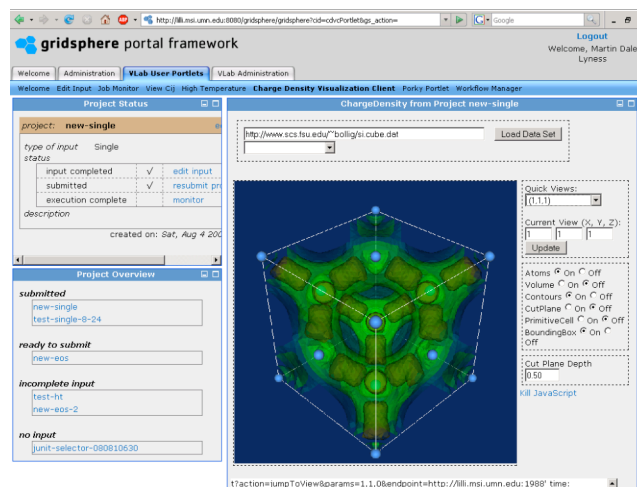 http://lilli.msi.umn.edu:8080/gridsphere/gridsphere?cid=cdvcPortlet&gs_action=
Google
gridsphere portal framework
Logout
Welcome, Martin Dale
Lyness
Welcome Administration VLab User Portlets VLab Administration
Welcome Edit Input Job Monitor View Cij High Temperature Charge Density Visualization Client Porky Portlet Workflow Manager
Project Status
project: new-single
type of input Single
status
input completed √ edit input
submitted √ resubmit
execution complete monitor
description
created on: Sat, Aug 4
Project Overview
submitted
new-single
test-single-8-24
ready to submit
new-eos
incomplete input
test-ht
new-eos-2
no input
junit-selector-080810630
ChargeDensity from Project new-single
http://www.scs.fsu.edu/~bollig/si.cube.dat Load Data Set
Quick Views:
(1,1,1)
Current View (X, Y, Z):
1 1 1
Update
Atoms On Off
Volume On Off
Contours On Off
CutPlane On Off
PrimitiveCell On Off
BoundingBox On
Off
Cut Plane Depth
0.50
Kill JavaScript
t?action=jumpToView&params=1,1,0&endpoint=http://lilli.msi.umn.edu:1988' time: